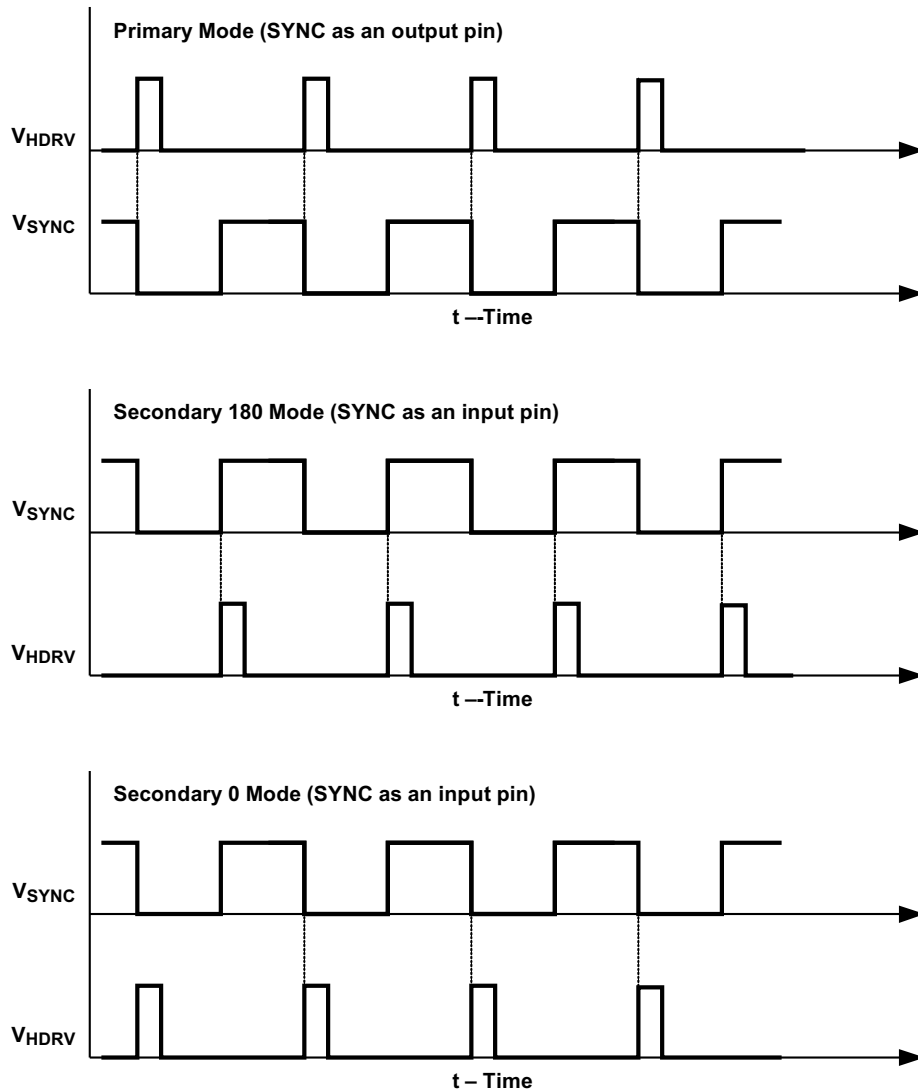 Primary Mode (SYNC as an output pin)
VHDRV
VSYNC
t –-Time
Secondary 180 Mode (SYNC as an input pin)
VSYNC
VHDRV
t –-Time
Secondary 0 Mode (SYNC as an input pin)
VSYNC
VHDRV
t – Time